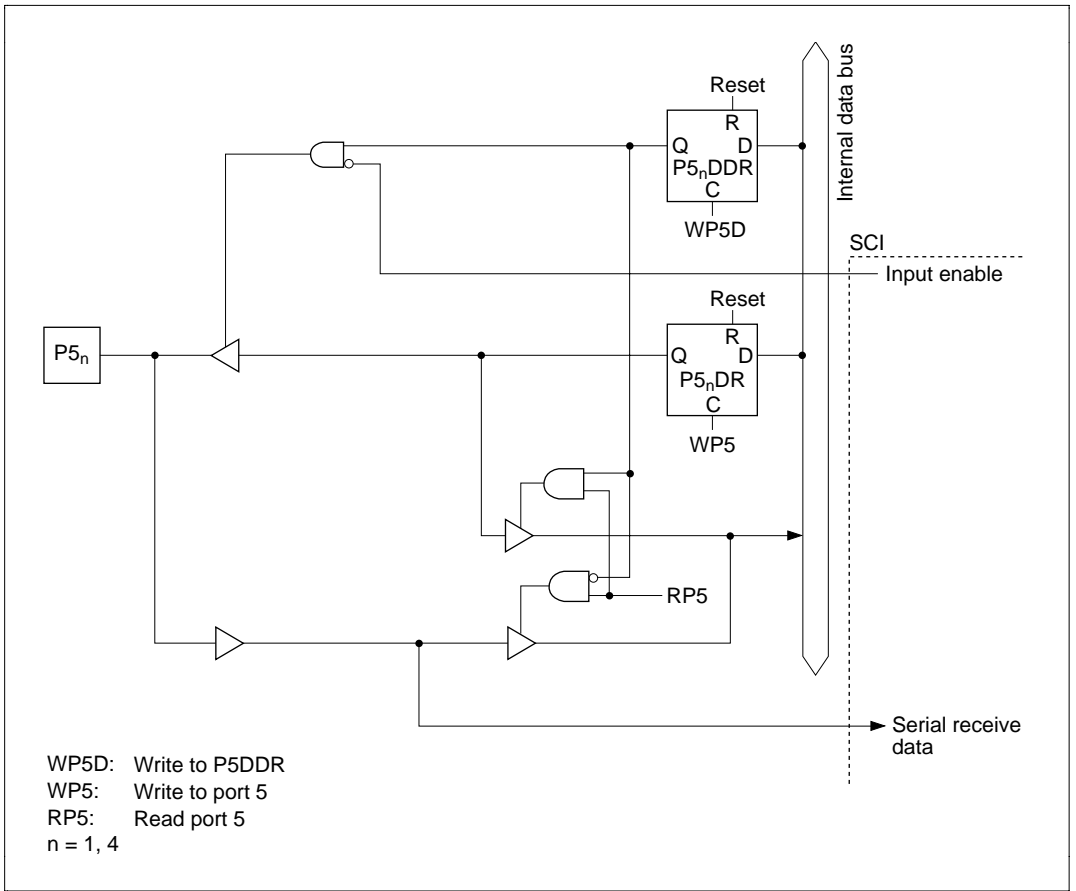 Reset
R
Q D
P5nDDR
C
WP5D
Internal data bus
SCI
Input enable
Reset
R
Q D
P5nDR
C
WP5
P5n
RP5
Serial receive
data
WP5D: Write to P5DDR
WP5: Write to port 5
RP5: Read port 5
n = 1, 4